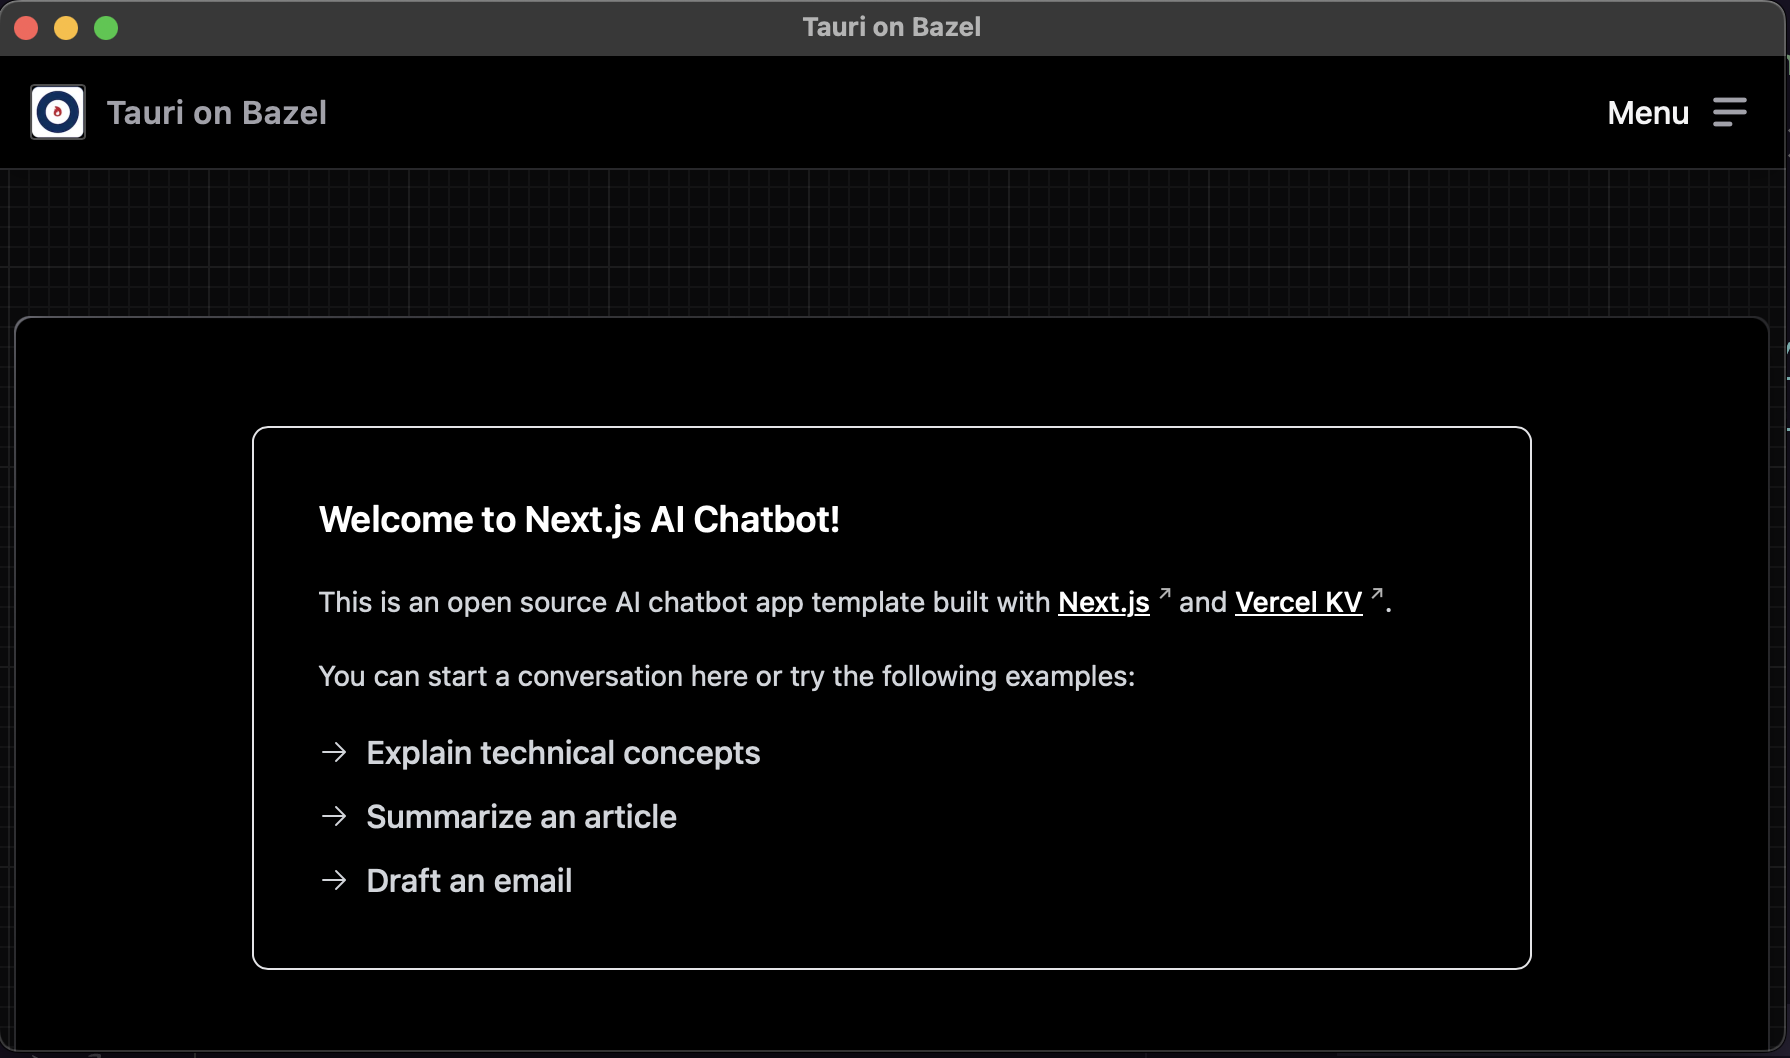 Tauri on Bazel
Tauri on Bazel
Menu
Welcome to Next.js AI Chatbot!
This is an open source AI chatbot app template built with Next.js ↗ and Vercel KV ↗.
You can start a conversation here or try the following examples:
→ Explain technical concepts
→ Summarize an article
→ Draft an email